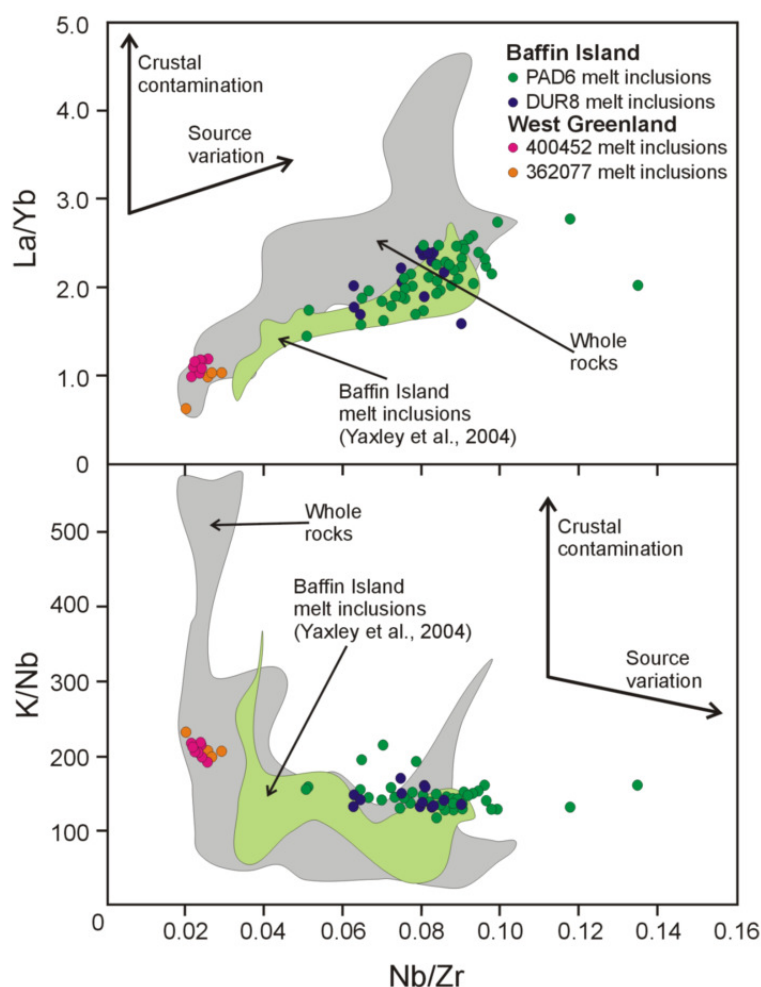 5.0
4.0
3.0
2.0
1.0
0
La/Yb
Crustal
contamination
Source
variation
Baffin Island
PAD6 melt inclusions
DUR8 melt inclusions
West Greenland
400452 melt inclusions
362077 melt inclusions
Whole
rocks
Baffin Island
melt inclusions
(Yaxley et al., 2004)
500
400
300
200
100
K/Nb
Whole
rocks
Baffin Island
melt inclusions
(Yaxley et al., 2004)
Crustal
contamination
Source
variation
0 0.02 0.04 0.06 0.08 0.10 0.12 0.14 0.16
Nb/Zr